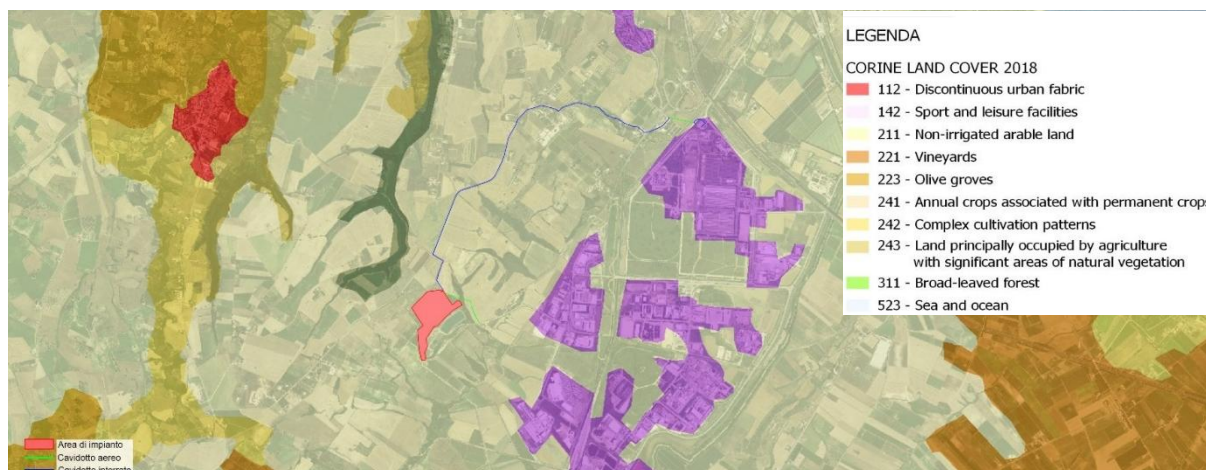 LEGENDA
CORINE LAND COVER 2018
112 - Discontinuous urban fabric
142 - Sport and leisure facilities
211 - Non-irrigated arable land
221 - Vineyards
223 - Olive groves
241 - Annual crops associated with permanent crops
242 - Complex cultivation patterns
243 - Land principally occupied by agriculture
with significant areas of natural vegetation
311 - Broad-leaved forest
523 - Sea and ocean
Area di impianto
Cavidotto aereo
Cavidotto interrato